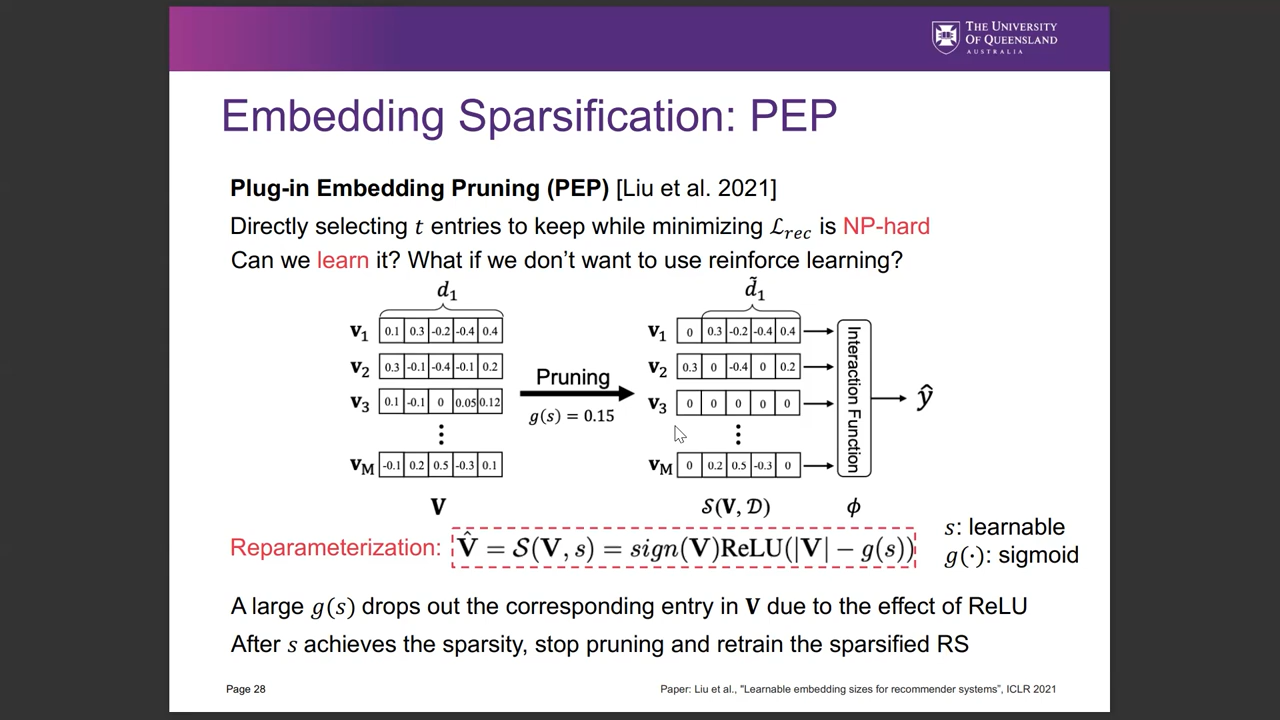 THE UNIVERSITY
OF QUEENSLAND
AUSTRALIA
Embedding Sparsification: PEP
Plug-in Embedding Pruning (PEP) [Liu et al. 2021]
Directly selecting t entries to keep while minimizing ℒ_rec is NP-hard
Can we learn it? What if we don't want to use reinforce learning?
d₁
v₁ 0.1 0.3 -0.2 -0.4 0.4
v₂ 0.3 -0.1 -0.4 -0.1 0.2
v₃ 0.1 -0.1 0 0.05 0.12
⋮
v_M -0.1 0.2 0.5 -0.3 0.1
V
Pruning
g(s) = 0.15
d̃₁
v₁ 0 0.3 -0.2 -0.4 0.4
v₂ 0.3 0 -0.4 0 0.2
v₃ 0 0 0 0 0
⋮
v_M 0 0.2 0.5 -0.3 0
𝒮(V, 𝒟)
Interaction Function
ϕ
ŷ
Reparameterization: V̂ = 𝒮(V, s) = sign(V)ReLU(|V| − g(s))
s: learnable
g(·): sigmoid
A large g(s) drops out the corresponding entry in V due to the effect of ReLU
After s achieves the sparsity, stop pruning and retrain the sparsified RS
Page 28
Paper: Liu et al., "Learnable embedding sizes for recommender systems", ICLR 2021